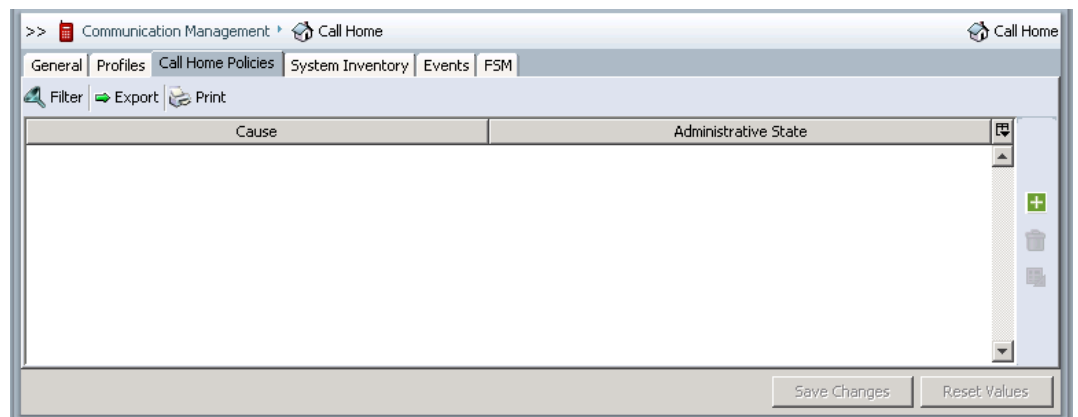 >> Communication Management Call Home Call Home
General Profiles Call Home Policies System Inventory Events FSM
Filter Export Print
Cause Administrative State
Save Changes Reset Values